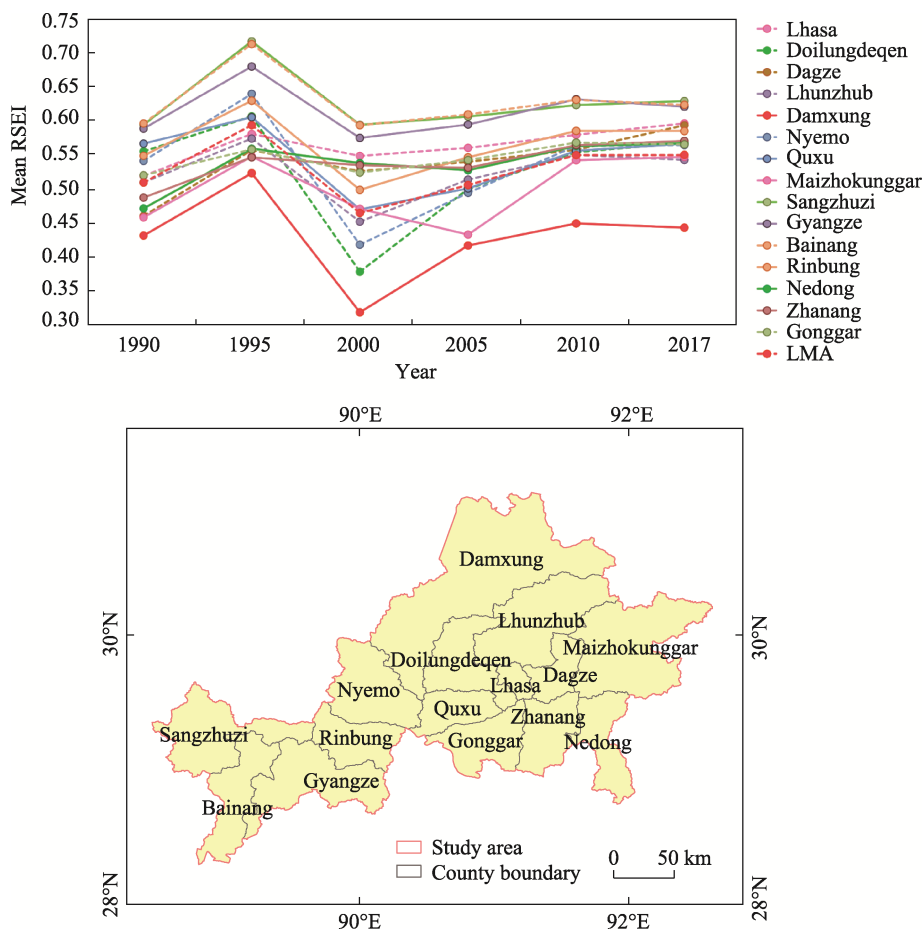 0.75
0.70
0.65
0.60
0.55
0.50
0.45
0.40
0.35
0.30
Mean RSEI
1990 1995 2000 2005 2010 2017
Year
Lhasa
Doilungdeqen
Dagze
Lhunzhub
Damxung
Nyemo
Quxu
Maizhokunggar
Sangzhuzi
Gyangze
Bainang
Rinbung
Nedong
Zhanang
Gonggar
LMA
90°E 92°E
30°N 30°N
28°N 28°N
Damxung
Lhunzhub
Maizhokunggar
Doilungdeqen
Dagze
Lhasa
Nyemo
Quxu
Zhanang
Sangzhuzi
Rinbung
Gonggar
Nedong
Gyangze
Bainang
Study area
County boundary
0 50 km
90°E 92°E